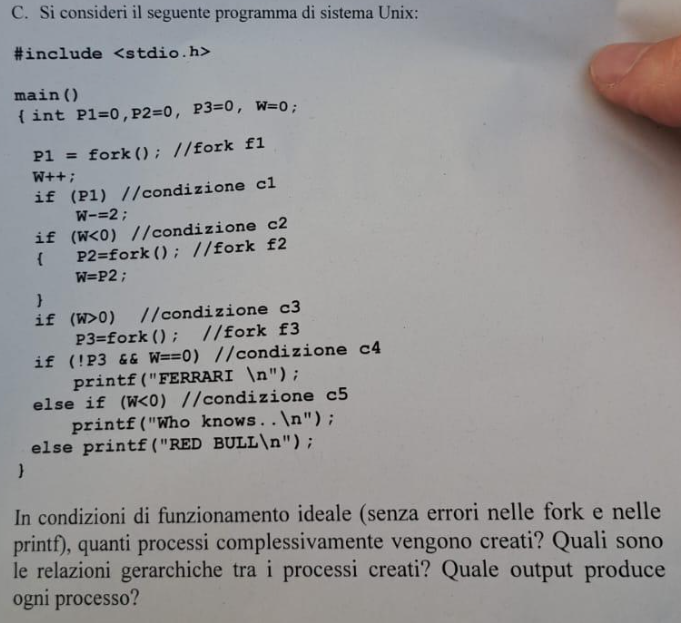 C. Si consideri il seguente programma di sistema Unix:
#include <stdio.h>
main()
{ int P1=0,P2=0, P3=0, W=0;
P1 = fork(); //fork f1
W++;
if (P1) //condizione c1
W-=2;
if (W<0) //condizione c2
{ P2=fork(); //fork f2
W=P2;
}
if (W>0) //condizione c3
P3=fork(); //fork f3
if (!P3 && W==0) //condizione c4
printf("FERRARI \n");
else if (W<0) //condizione c5
printf("Who knows..\n");
else printf("RED BULL\n");
}
In condizioni di funzionamento ideale (senza errori nelle fork e nelle
printf), quanti processi complessivamente vengono creati? Quali sono
le relazioni gerarchiche tra i processi creati? Quale output produce
ogni processo?